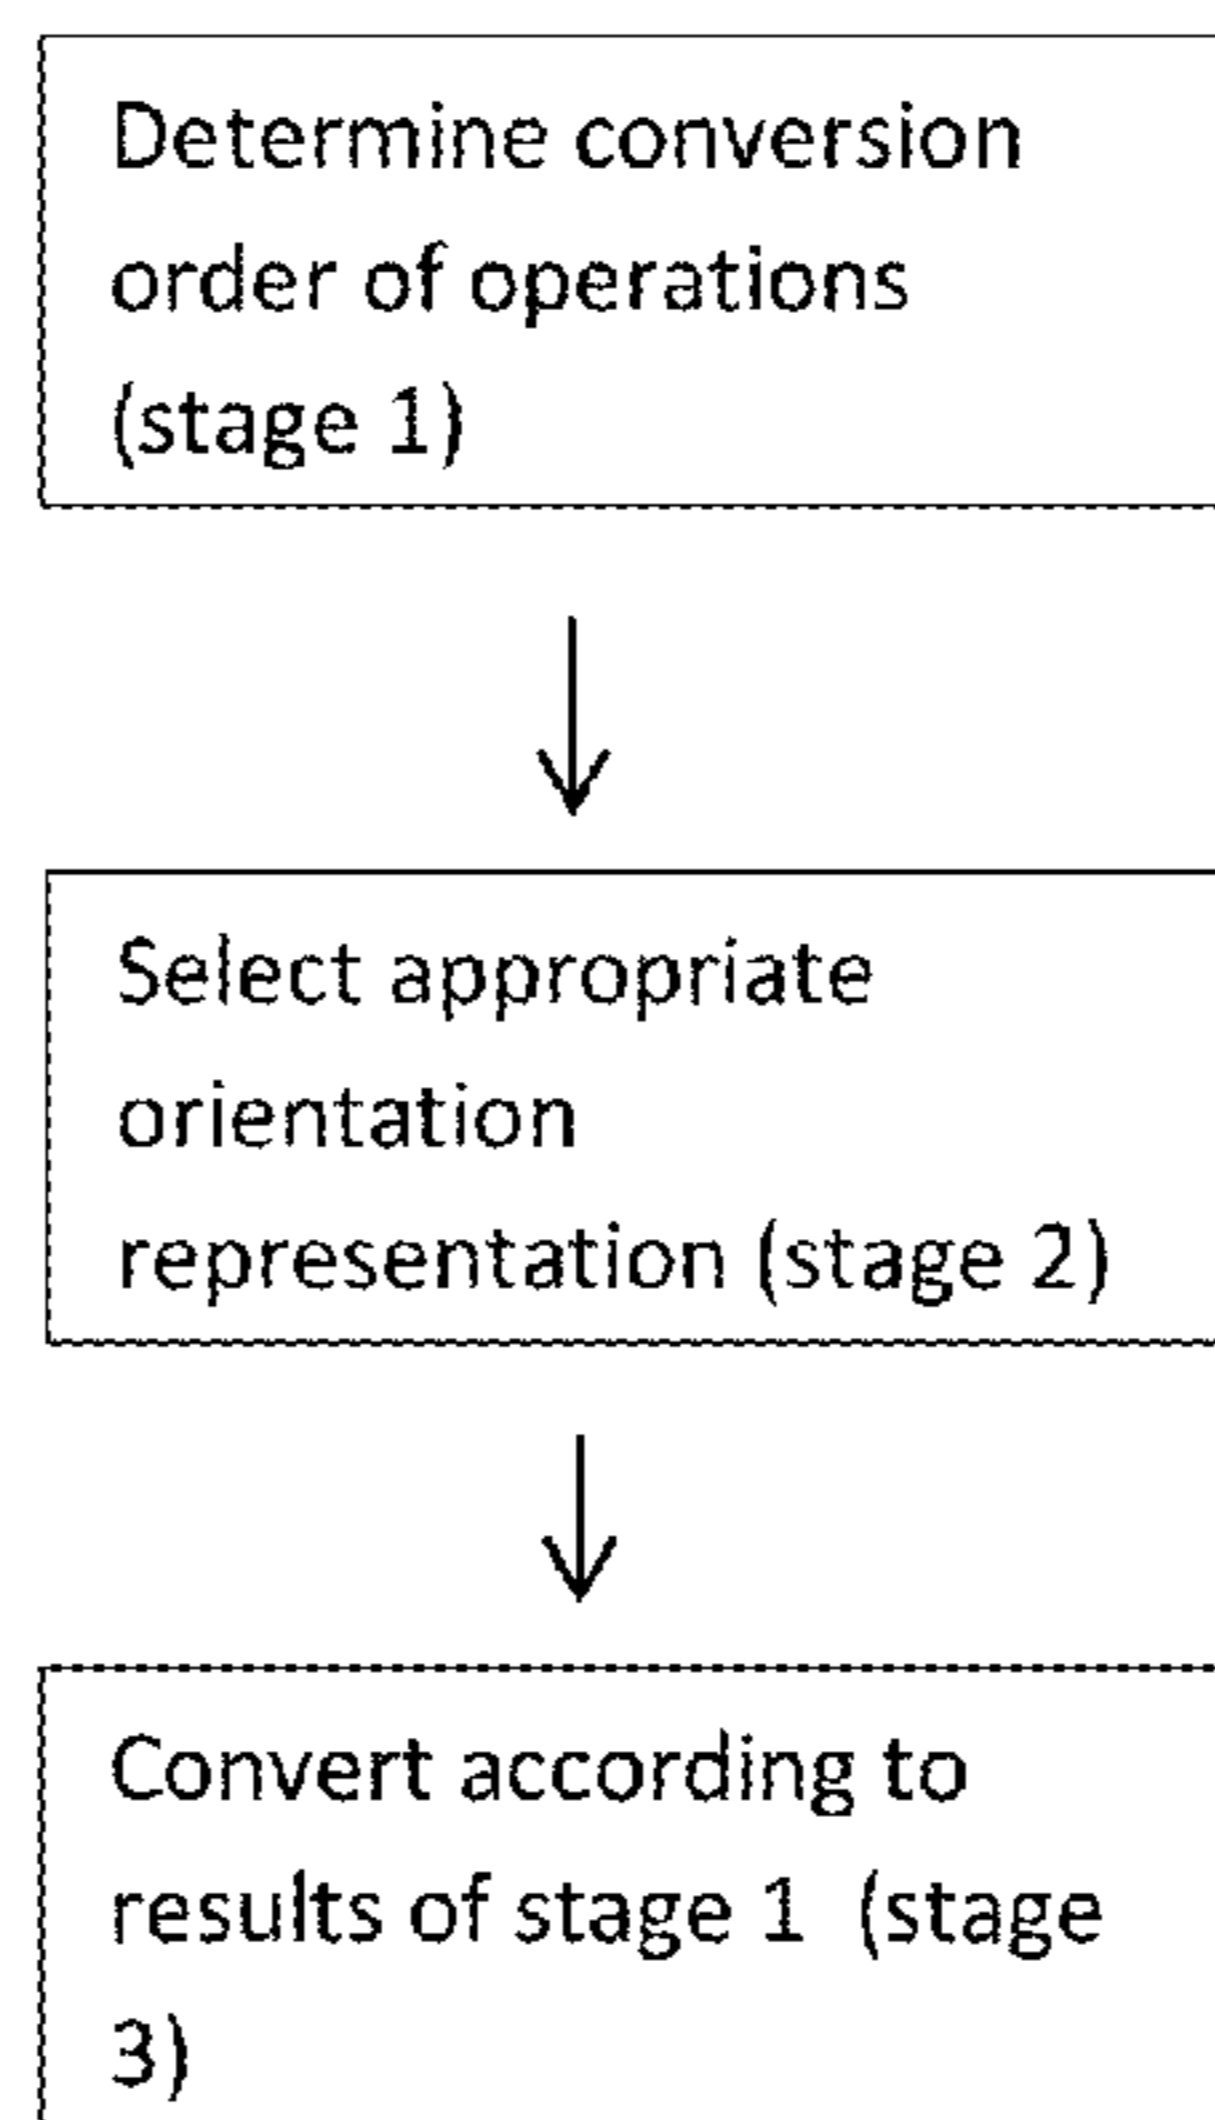 Determine conversion
order of operations
(stage 1)
Select appropriate
orientation
representation (stage 2)
Convert according to
results of stage 1 (stage
3)